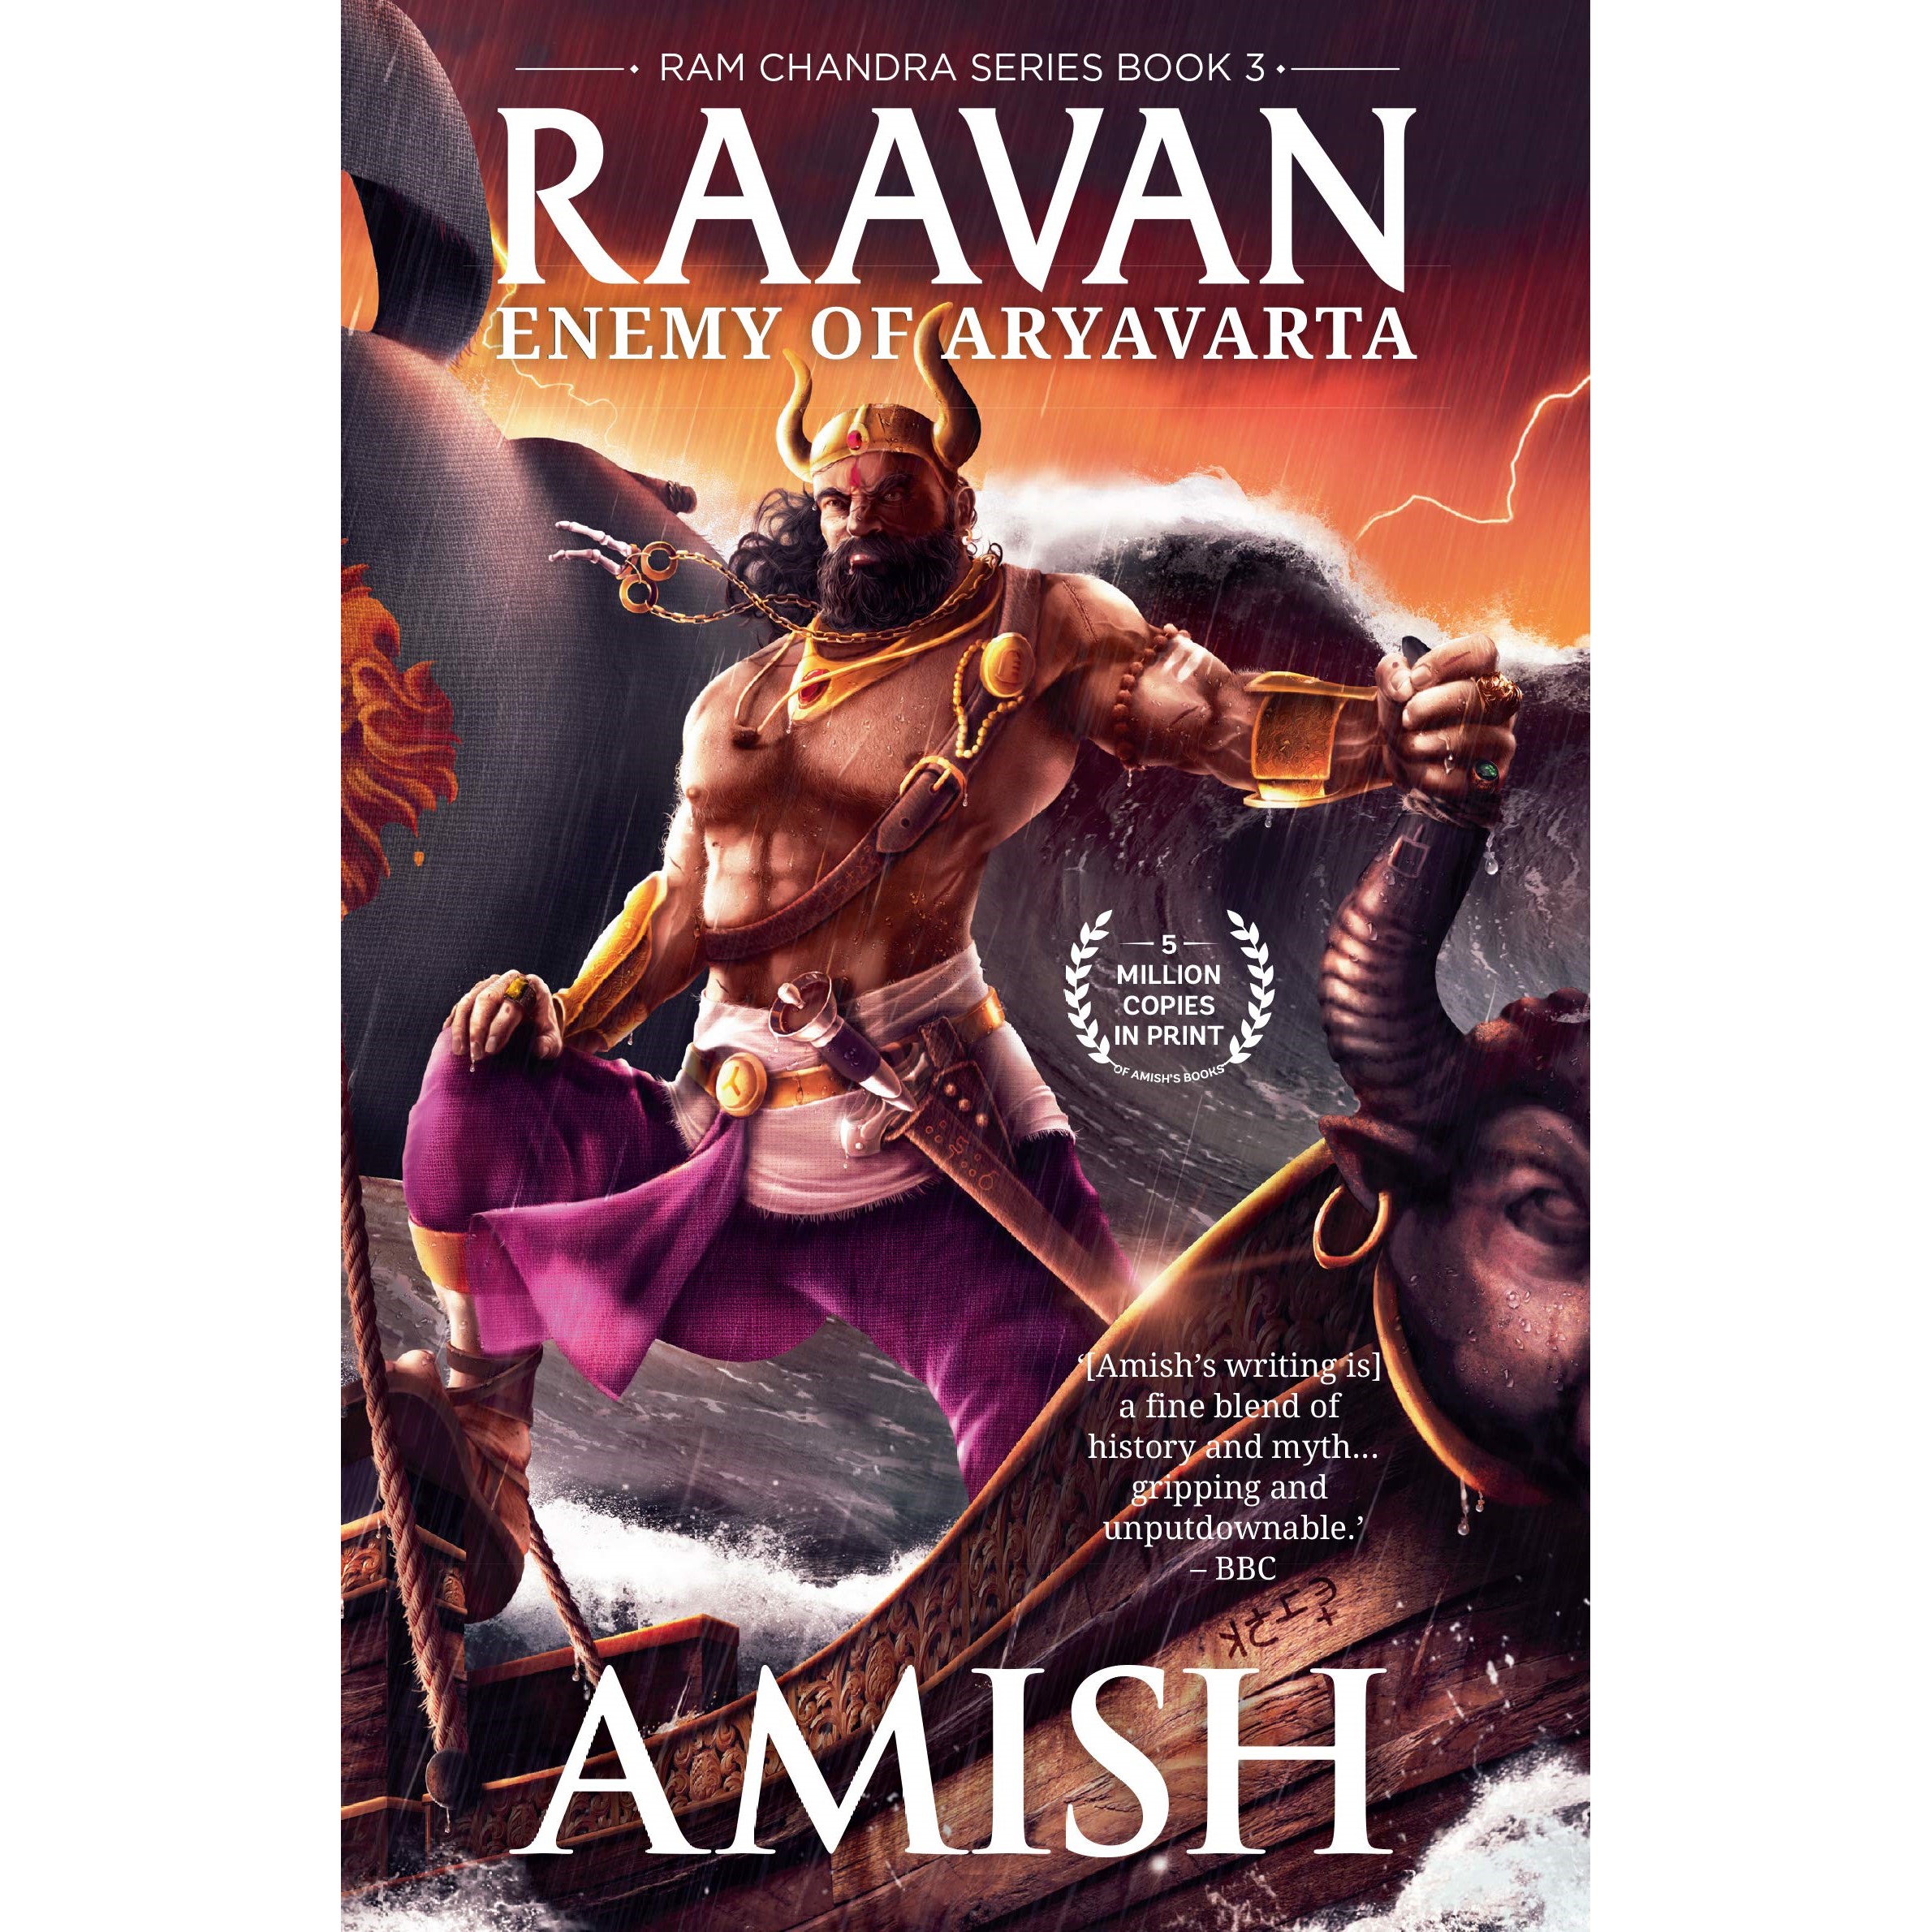 RAM CHANDRA SERIES BOOK 3
RAAVAN
ENEMY OF ARYAVARTA
5
MILLION
COPIES
IN PRINT
OF AMISH'S BOOKS
‘[Amish’s writing is]
a fine blend of
history and myth...
gripping and
unputdownable.’
– BBC
AMISH